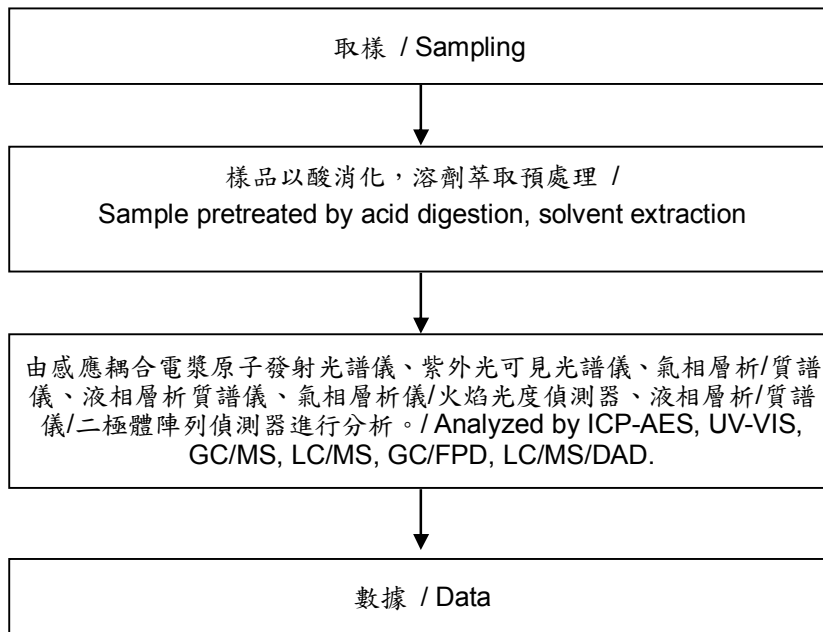 取樣 / Sampling
樣品以酸消化，溶劑萃取預處理 /
Sample pretreated by acid digestion, solvent extraction
由感應耦合電漿原子發射光譜儀、紫外光可見光譜儀、氣相層析/質譜
儀、液相層析質譜儀、氣相層析儀/火焰光度偵測器、液相層析/質譜
儀/二極體陣列偵測器進行分析。/ Analyzed by ICP-AES, UV-VIS,
GC/MS, LC/MS, GC/FPD, LC/MS/DAD.
數據 / Data